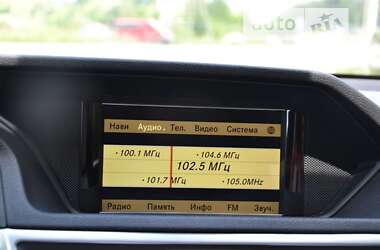 auto RIA
Нави Аудио Тел. Видео Система
100.1 МГц 104.6 МГц
102.5 МГц
101.7 МГц 105.0MHz
Радио Память Инфо FM Звуч.